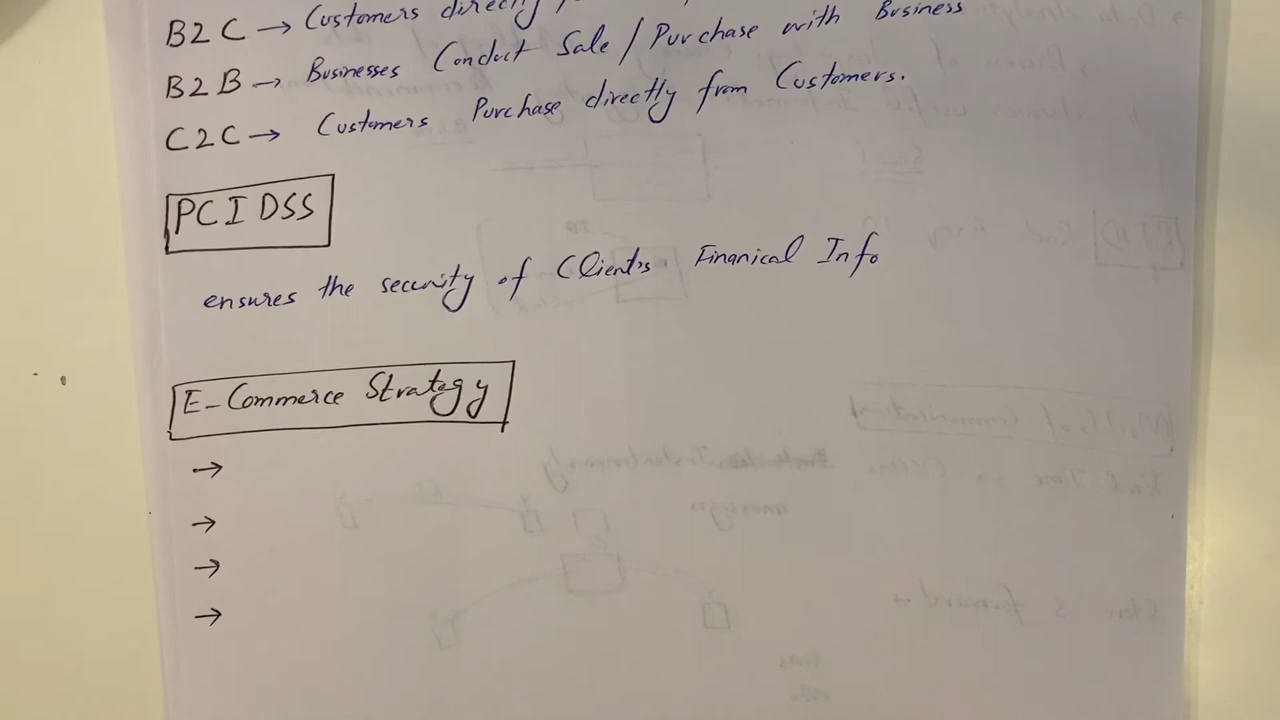 B2C → Customers directly
B2B → Businesses Conduct Sale / Purchase with Business
C2C → Customers Purchase directly from Customers.
PCI DSS
ensures the security of Client's Finanical Info
E-Commerce Strategy
→
→
→
→